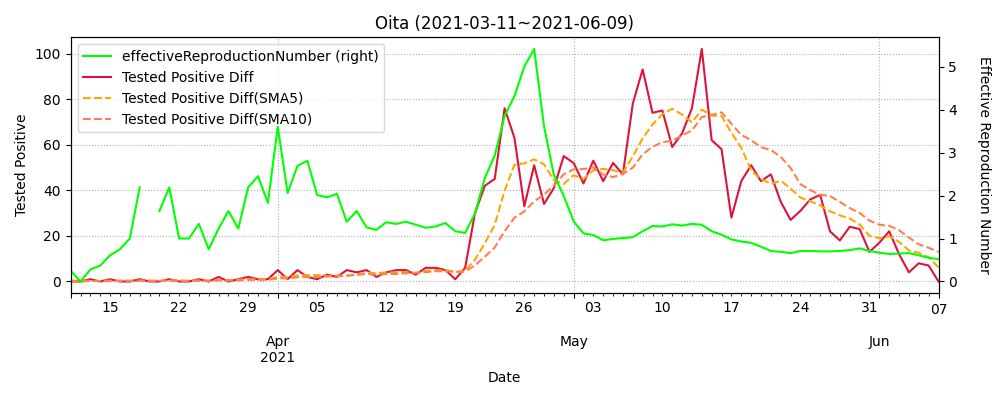 Oita (2021-03-11~2021-06-09)
effectiveReproductionNumber (right)
Tested Positive Diff
Tested Positive Diff(SMA5)
Tested Positive Diff(SMA10)
100
80
60
40
20
0
Tested Positive
5
4
3
2
1
0
Effective Reproduction Number
15 22 29 05 12 19 26 03 10 17 24 31 07
Apr May Jun
2021
Date